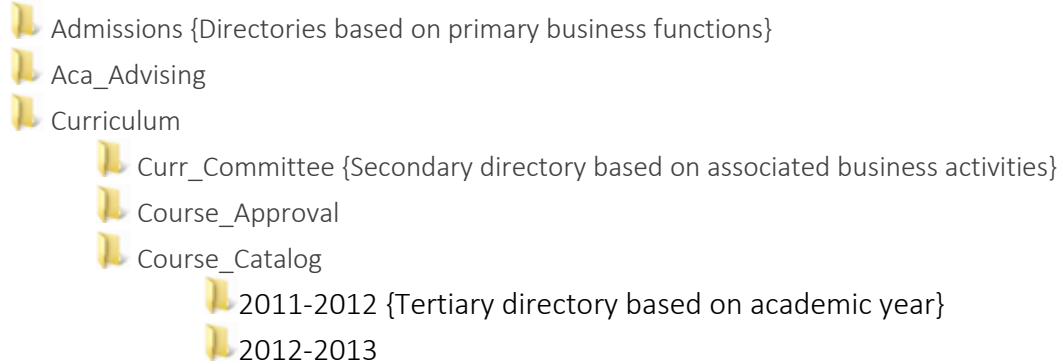 Admissions {Directories based on primary business functions}
Aca_Advising
Curriculum
Curr_Committee {Secondary directory based on associated business activities}
Course_Approval
Course_Catalog
2011-2012 {Tertiary directory based on academic year}
2012-2013